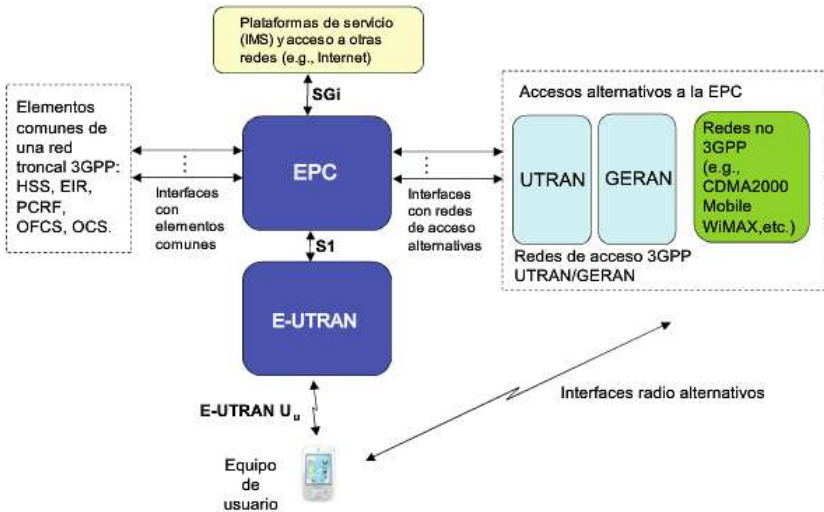 Plataformas de servicio
(IMS) y acceso a otras
redes (e.g., Internet)
SGi
Elementos
comunes de
una red
troncal 3GPP:
HSS, EIR,
PCRF,
OFCS, OCS.
Interfaces
con
elementos
comunes
EPC
Interfaces
con redes
de acceso
alternativas
Accesos alternativos a la EPC
UTRAN
GERAN
Redes no
3GPP
(e.g.,
CDMA2000
Mobile
WiMAX,etc.)
Redes de acceso 3GPP
UTRAN/GERAN
S1
E-UTRAN
E-UTRAN Uu
Interfaces radio alternativos
Equipo
de
usuario